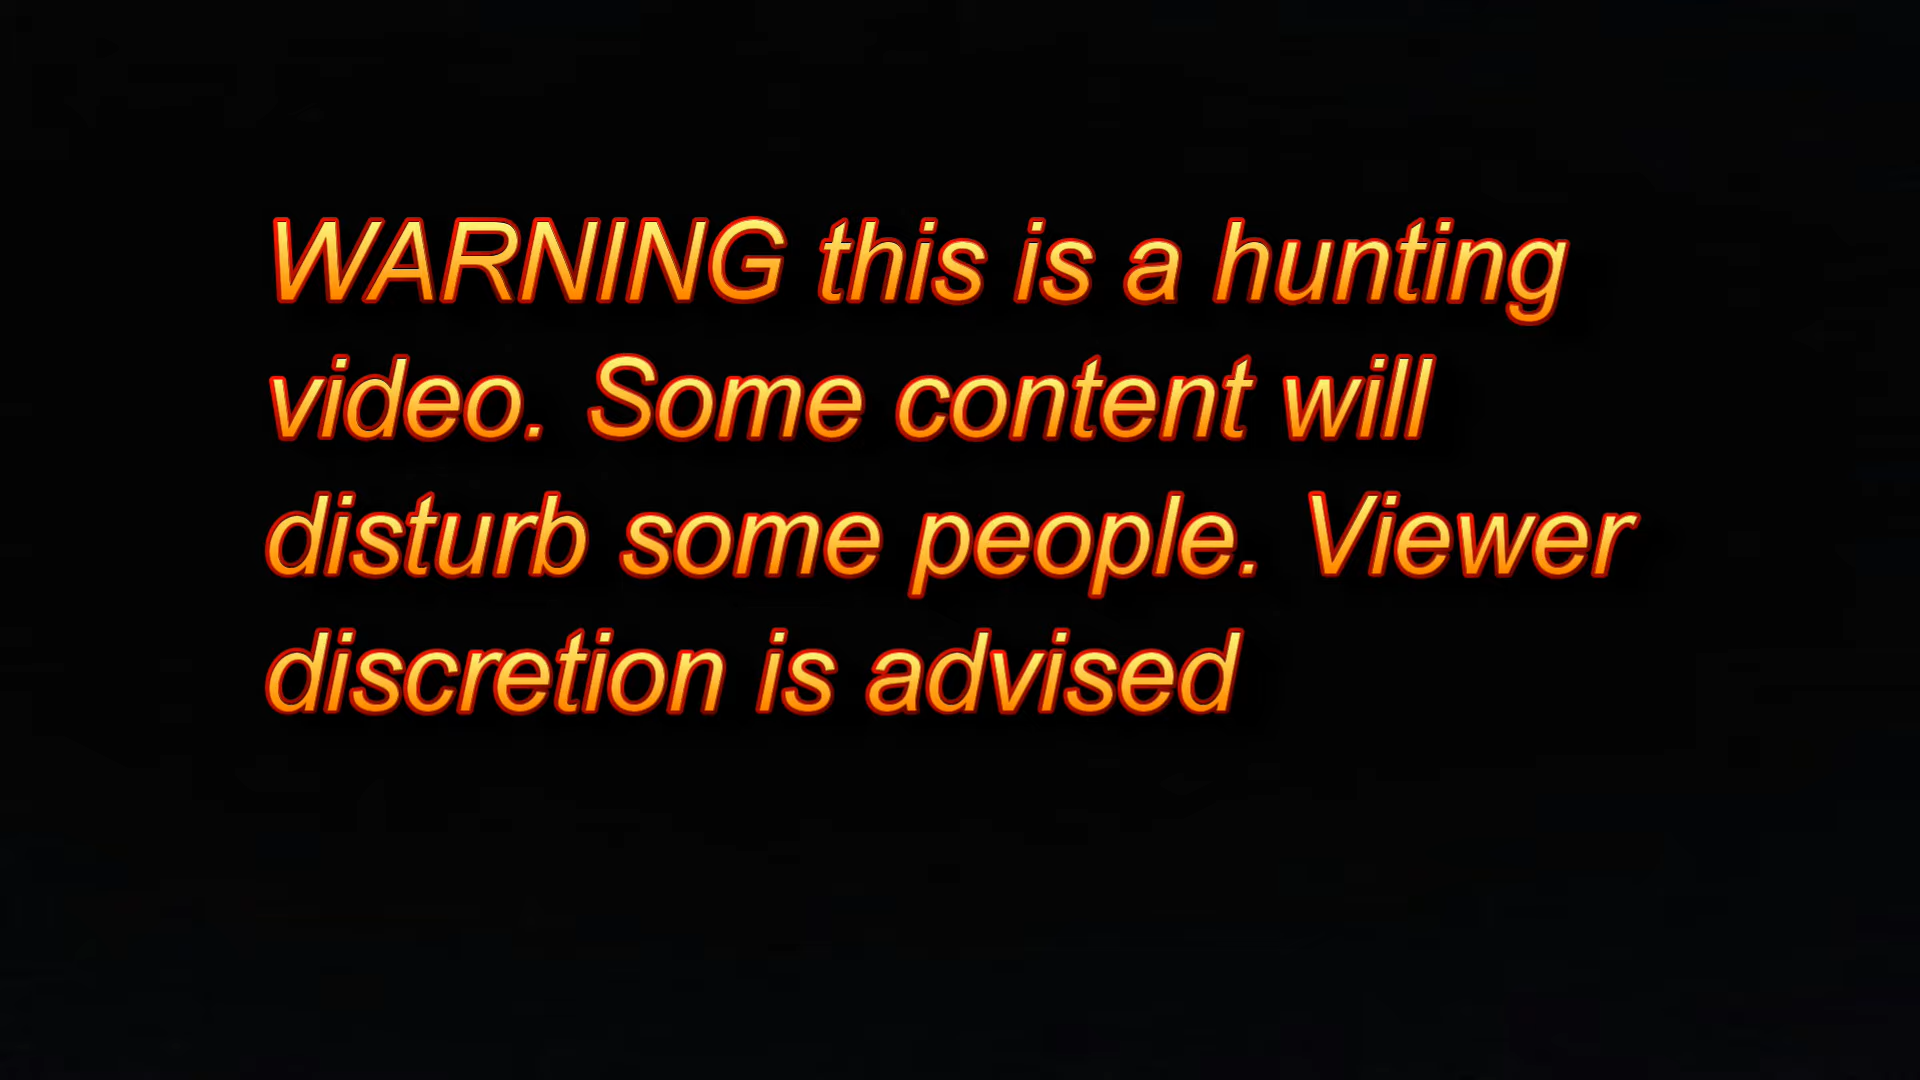 WARNING this is a hunting
video. Some content will
disturb some people. Viewer
discretion is advised